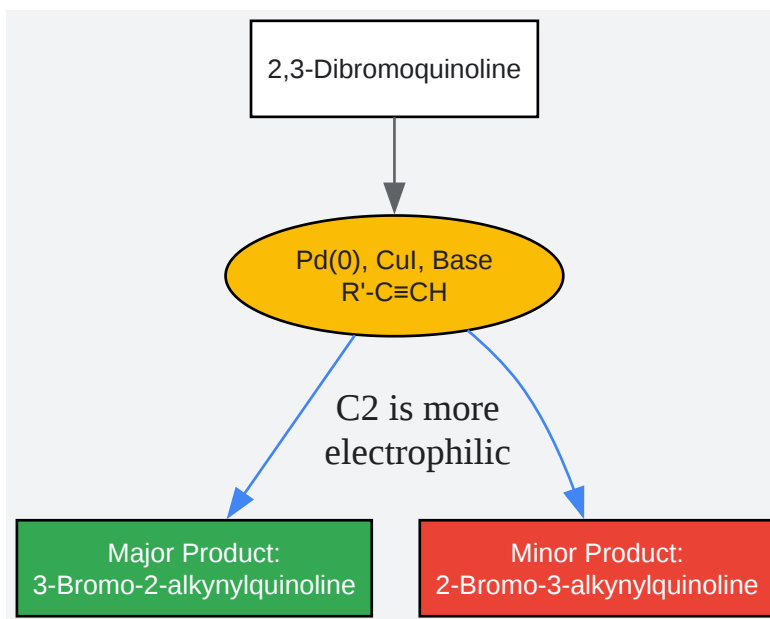 2,3-Dibromoquinoline
Pd(0), CuI, Base
R'-C≡CH
C2 is more
electrophilic
Major Product:
3-Bromo-2-alkynylquinoline
Minor Product:
2-Bromo-3-alkynylquinoline